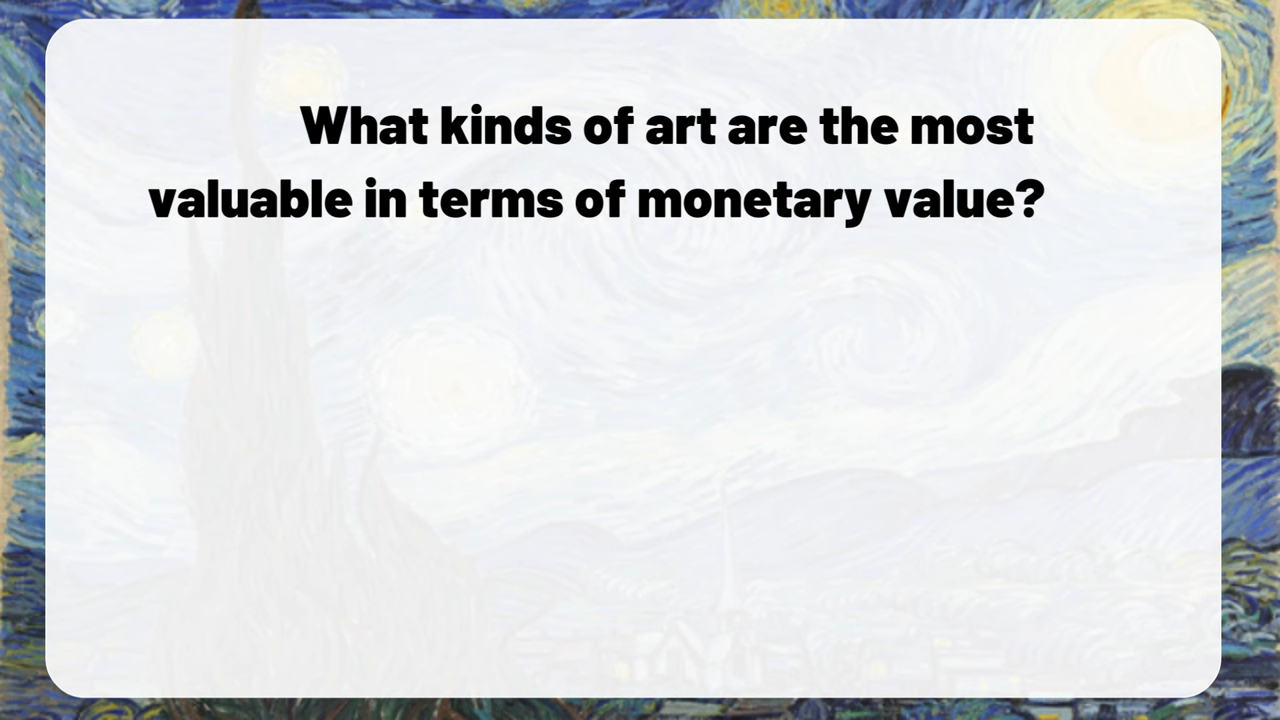 What kinds of art are the most
valuable in terms of monetary value?